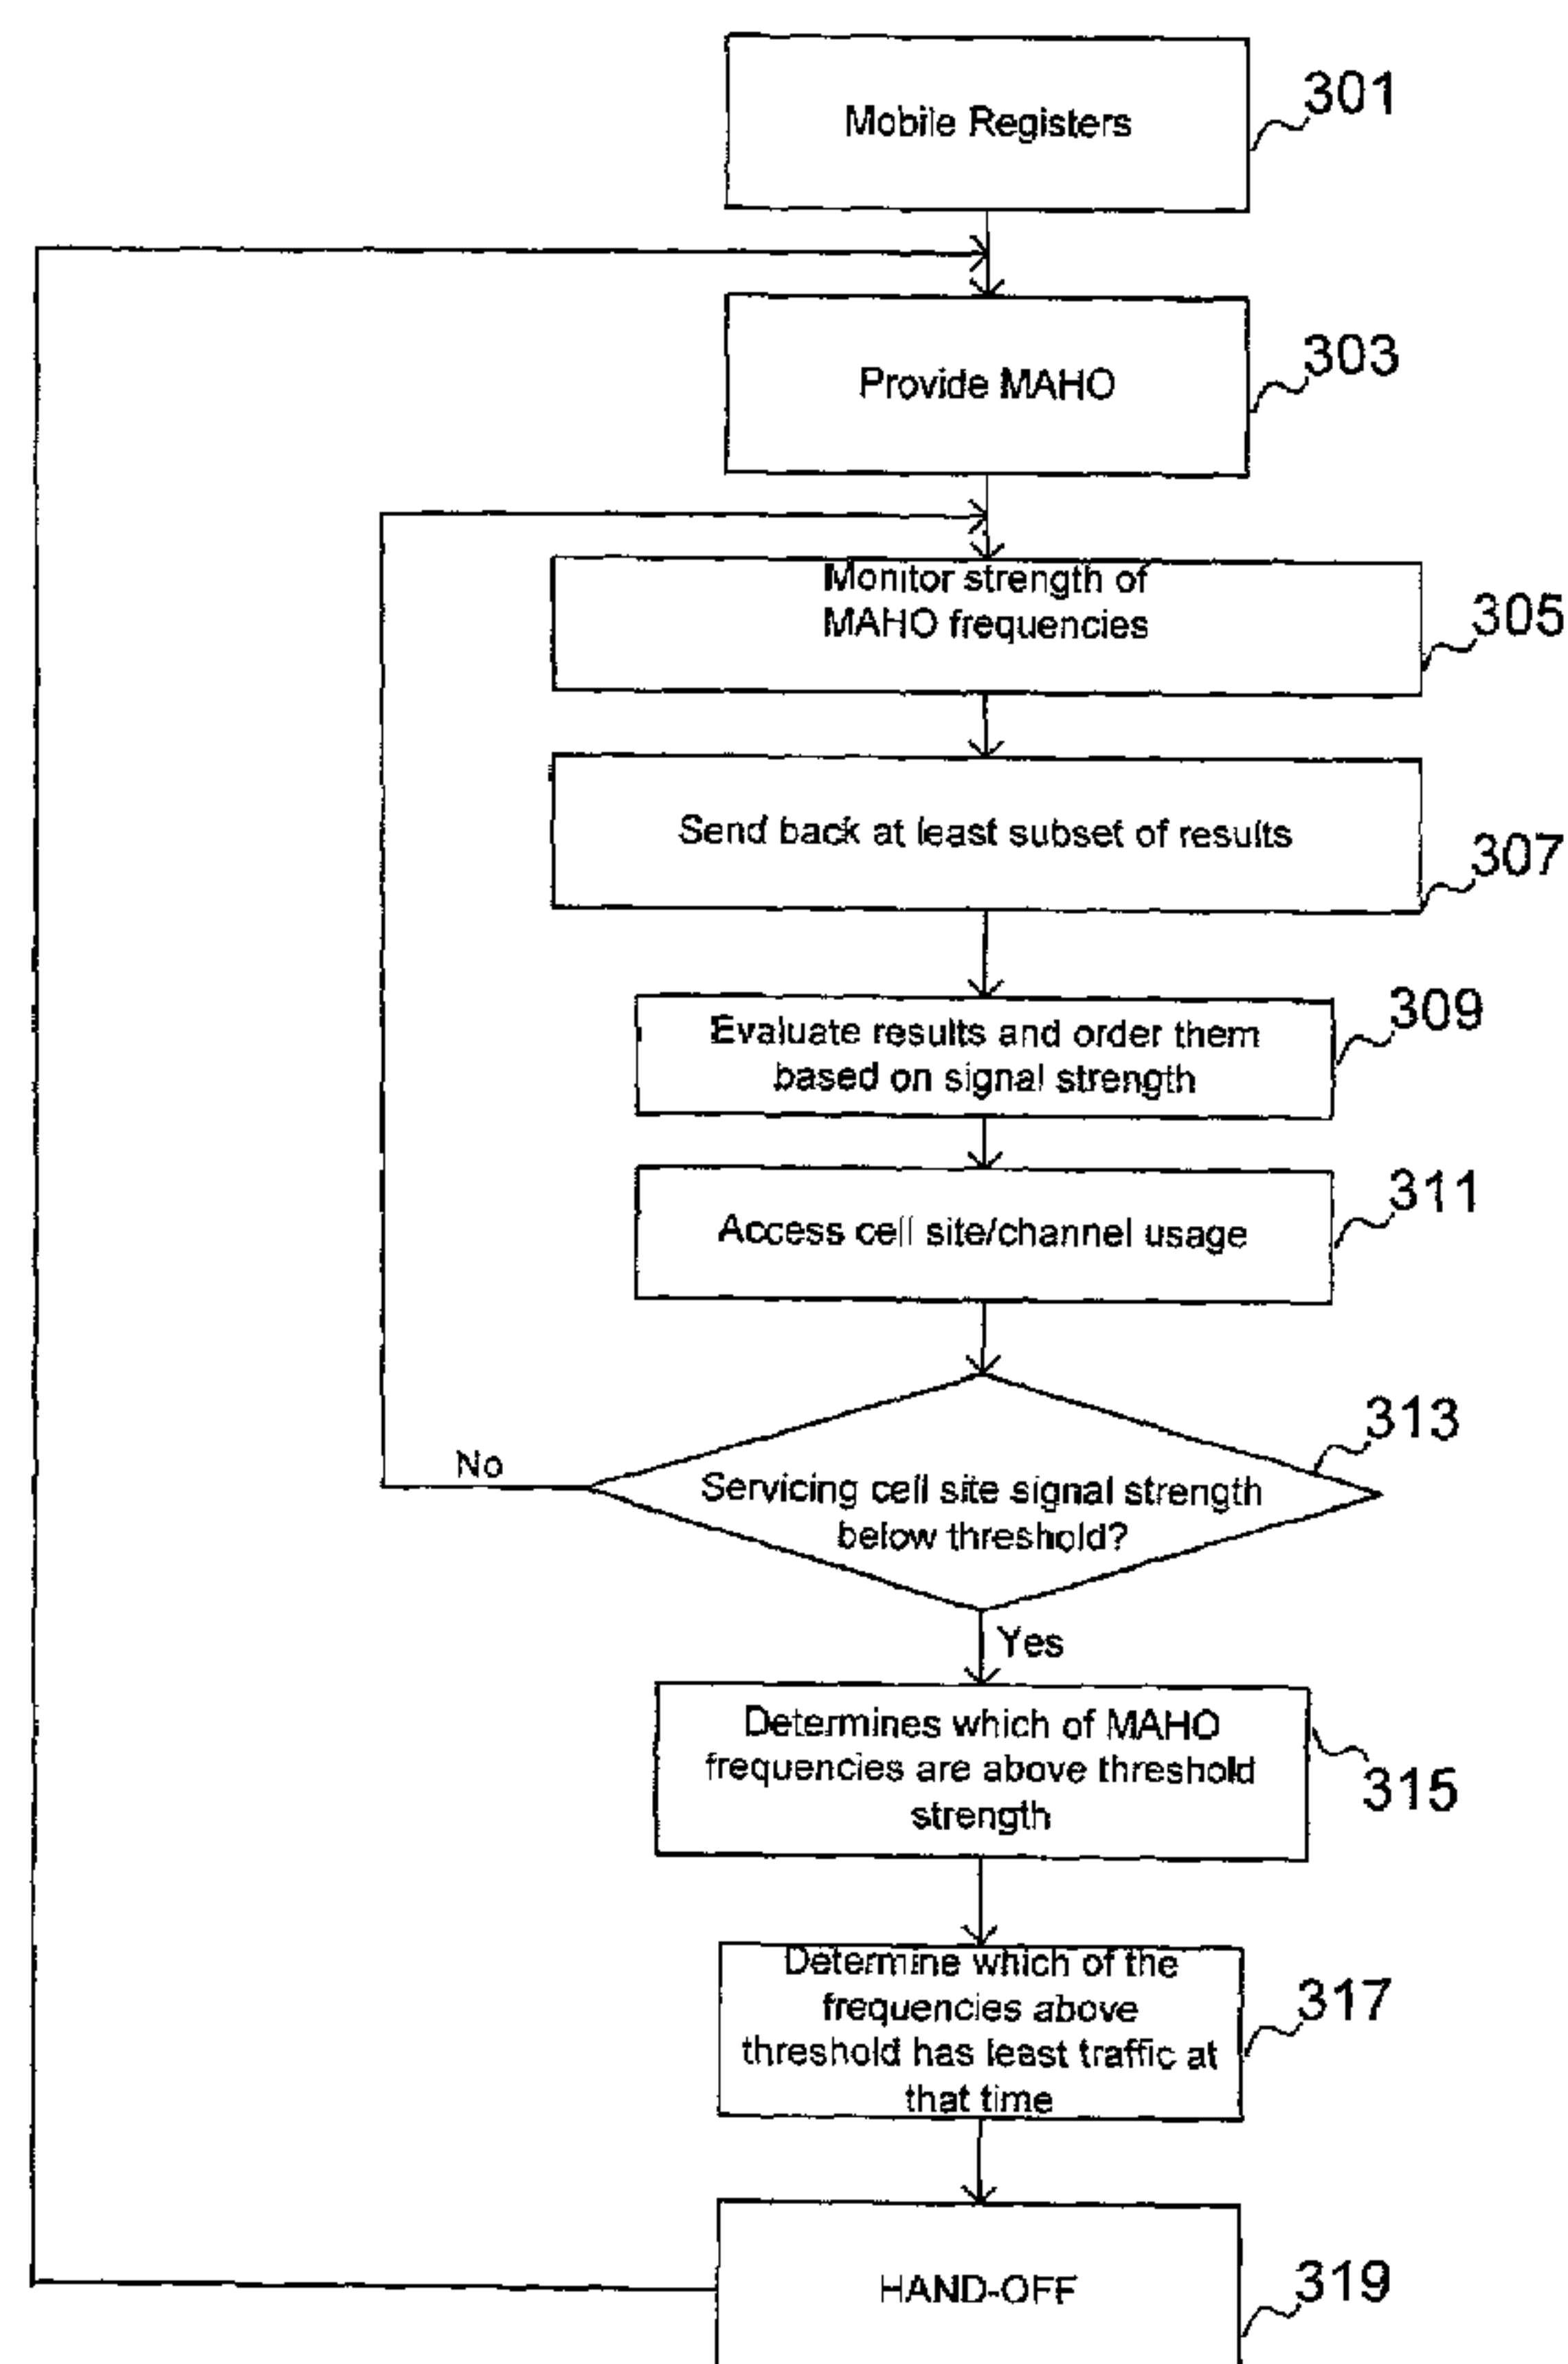 Mobile Registers
301
Provide MAHO
303
Monitor strength of
MAHO frequencies
305
Send back at least subset of results
307
Evaluate results and order them
based on signal strength
309
Access cell site/channel usage
311
Servicing cell site signal strength
below threshold?
313
No
Yes
Determines which of MAHO
frequencies are above threshold
strength
315
Determine which of the
frequencies above
threshold has least traffic at
that time
317
HAND-OFF
319